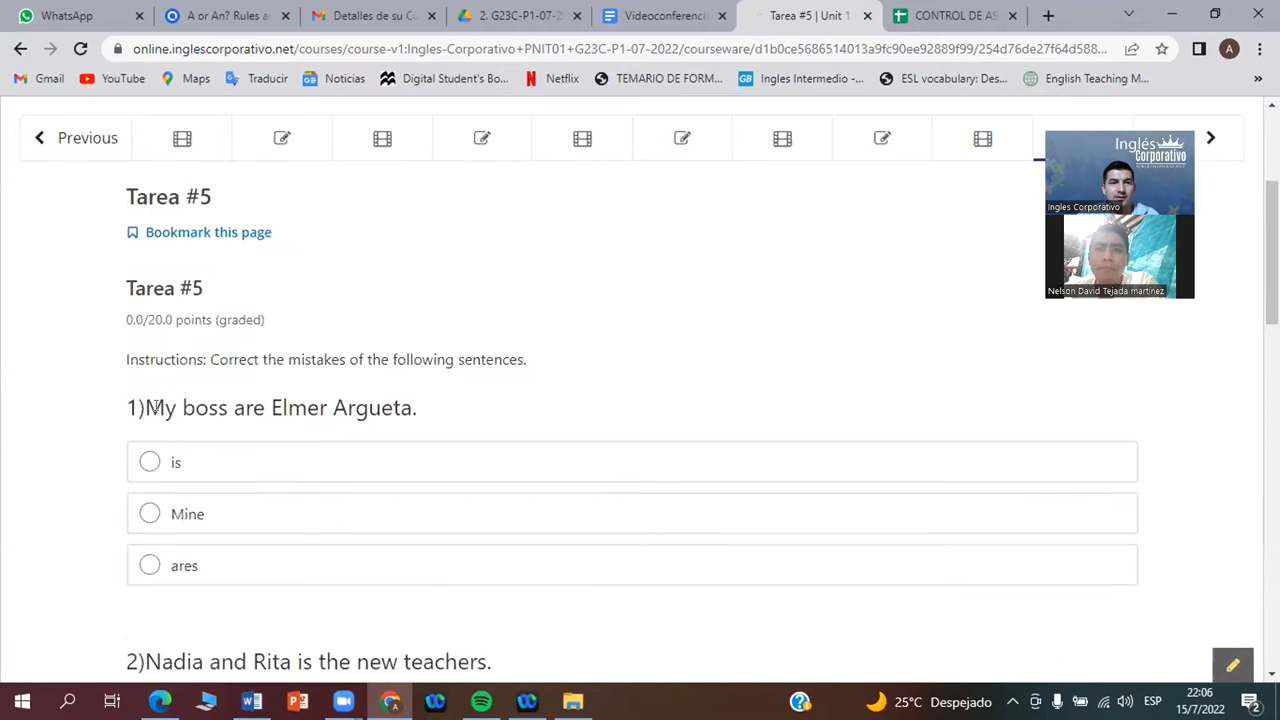 WhatsApp
A or An? Rules a
Detalles de su C
2. G23C-P1-07-2
Videoconferenci
Tarea #5 | Unit 1
CONTROL DE AS
online.inglescorporativo.net/courses/course-v1:Ingles-Corporativo+PNIT01+G23C-P1-07-2022/courseware/d1b0ce5686514013a9fc90ee92889f99/254d76de27f64d588...
A
Gmail
YouTube
Maps
Traducir
Noticias
Digital Student's Bo...
Netflix
TEMARIO DE FORM...
Ingles Intermedio -...
ESL vocabulary: Des...
English Teaching M...
»
Previous
Inglés
Corporativo
Ingles Corporativo
Nelson David Tejada martinez
Tarea #5
Bookmark this page
Tarea #5
0.0/20.0 points (graded)
Instructions: Correct the mistakes of the following sentences.
1)My boss are Elmer Argueta.
is
Mine
ares
2)Nadia and Rita is the new teachers.
25°C Despejado
ESP
22:06
15/7/2022
2